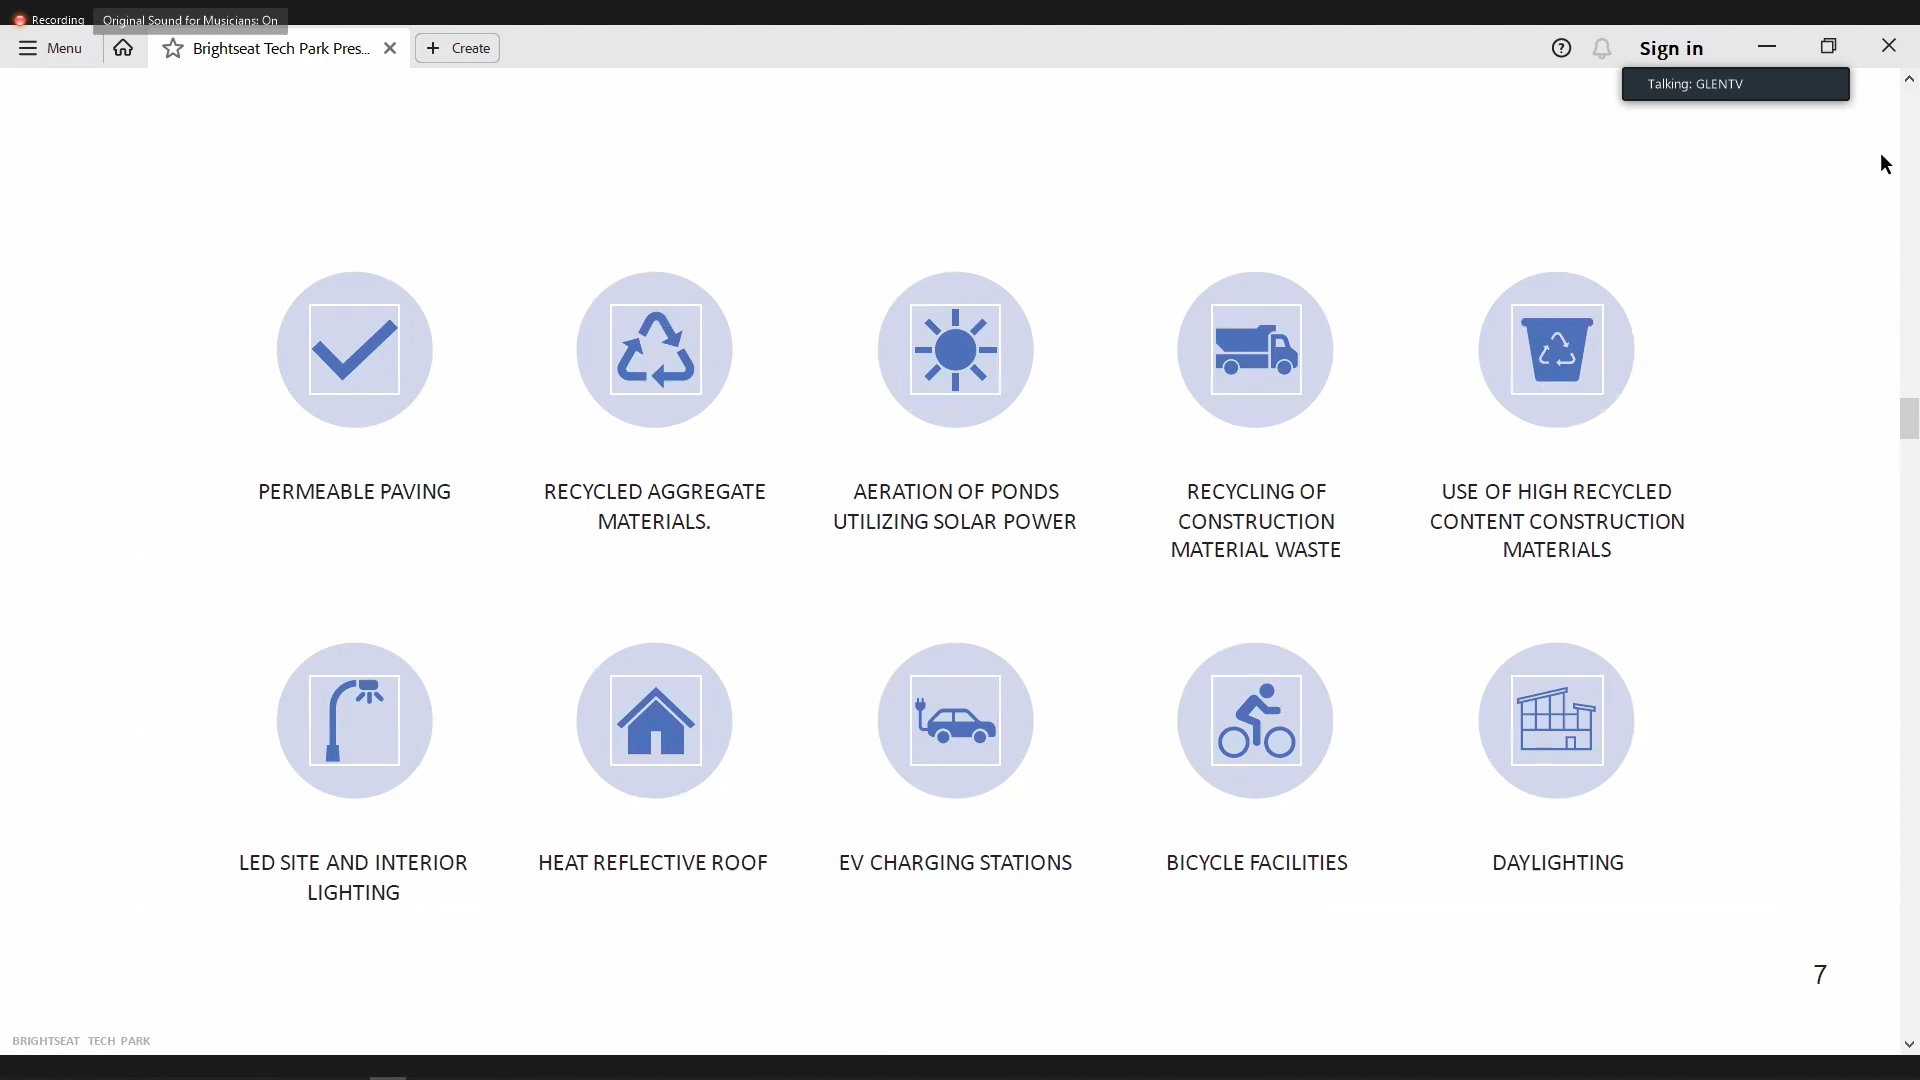 Recording
Original Sound for Musicians: On
Menu
Brightseat Tech Park Pres...
Create
Sign in
Talking: GLENTV
PERMEABLE PAVING
RECYCLED AGGREGATE
MATERIALS.
AERATION OF PONDS
UTILIZING SOLAR POWER
RECYCLING OF
CONSTRUCTION
MATERIAL WASTE
USE OF HIGH RECYCLED
CONTENT CONSTRUCTION
MATERIALS
LED SITE AND INTERIOR
LIGHTING
HEAT REFLECTIVE ROOF
EV CHARGING STATIONS
BICYCLE FACILITIES
DAYLIGHTING
7
BRIGHTSEAT TECH PARK